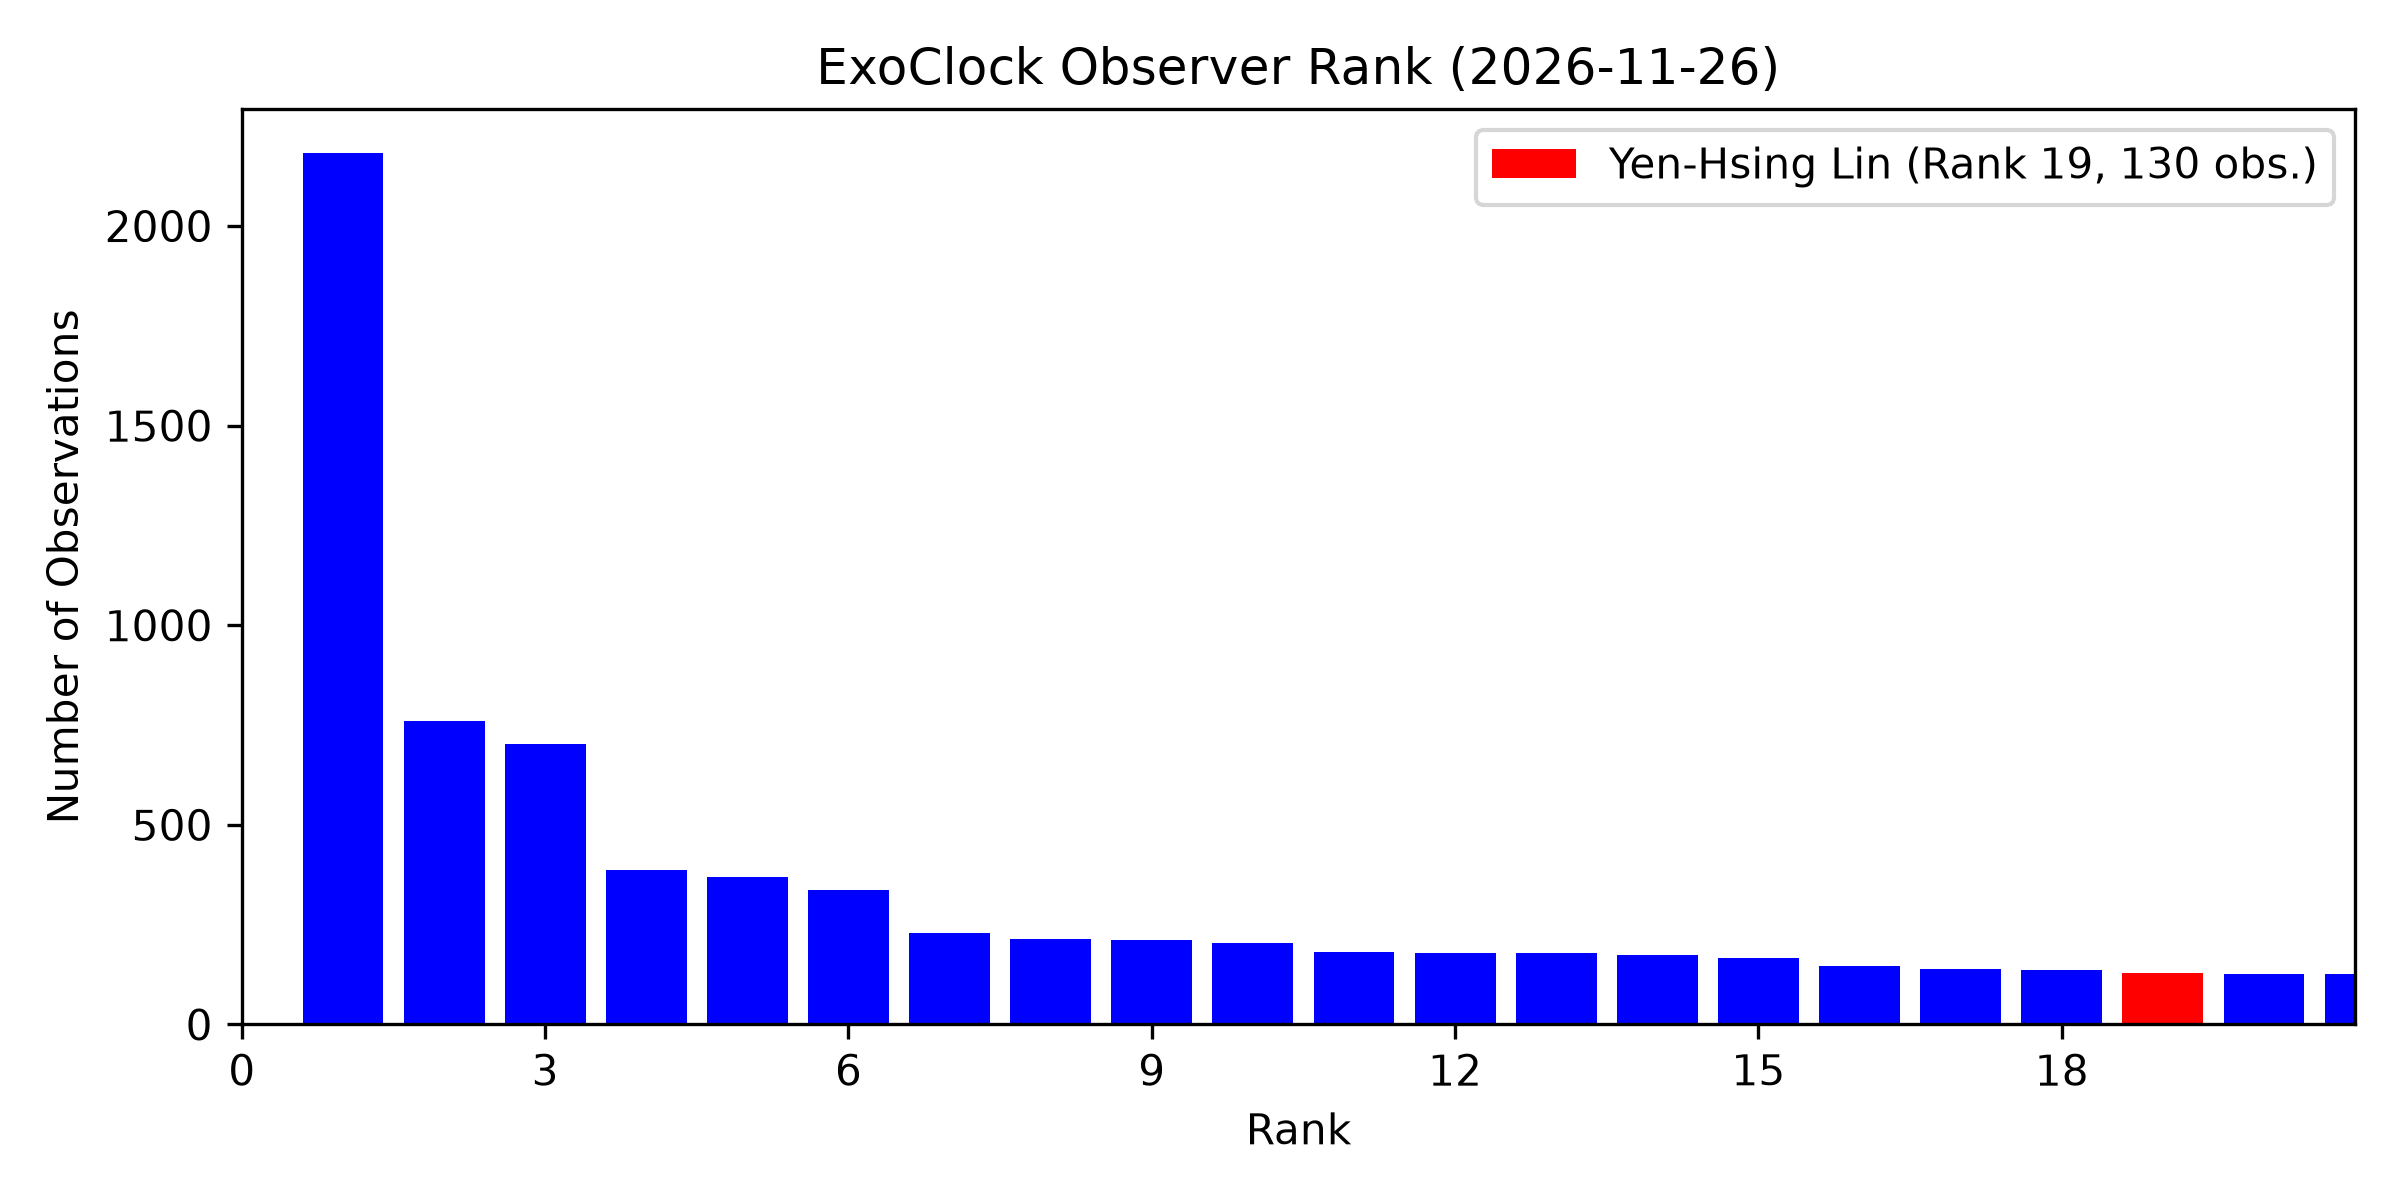 ExoClock Observer Rank (2026-11-26)
Yen-Hsing Lin (Rank 19, 130 obs.)
Number of Observations
2000
1500
1000
500
0
0 3 6 9 12 15 18
Rank